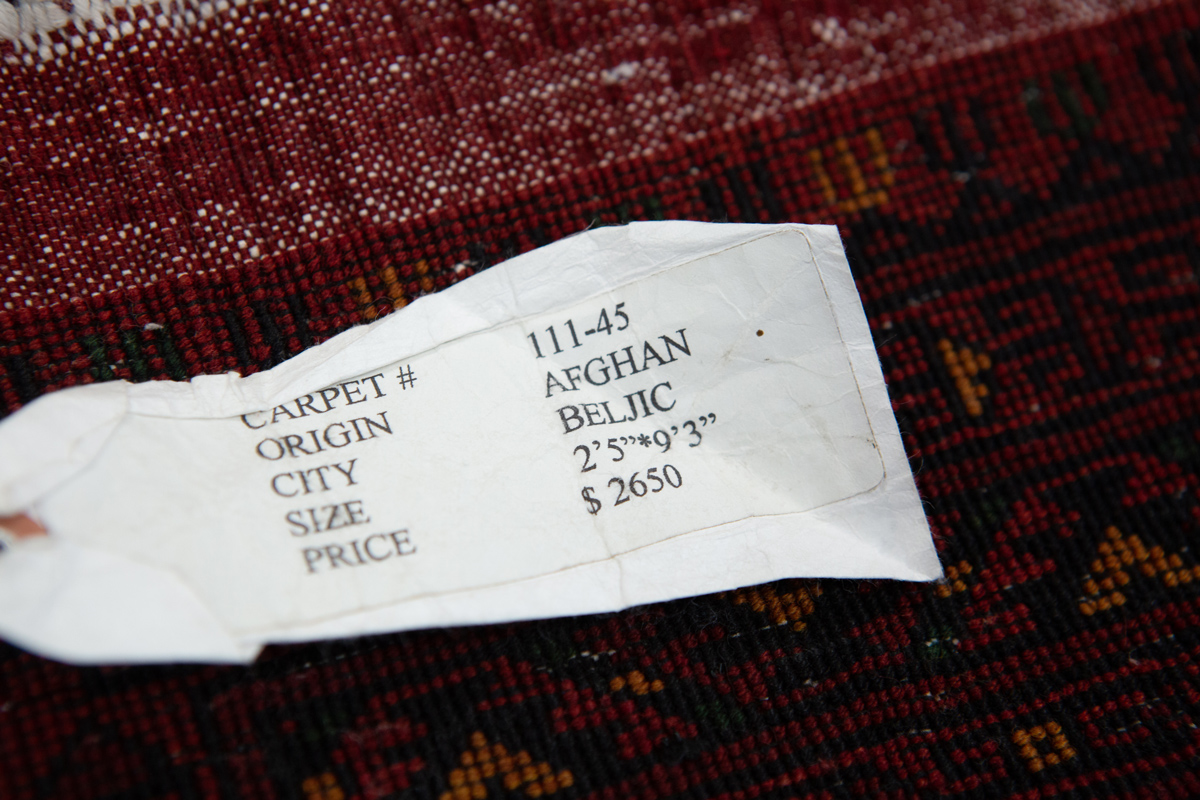 CARPET # 111-45
ORIGIN AFGHAN
CITY BELJIC
SIZE 2'5”*9'3”
PRICE $ 2650